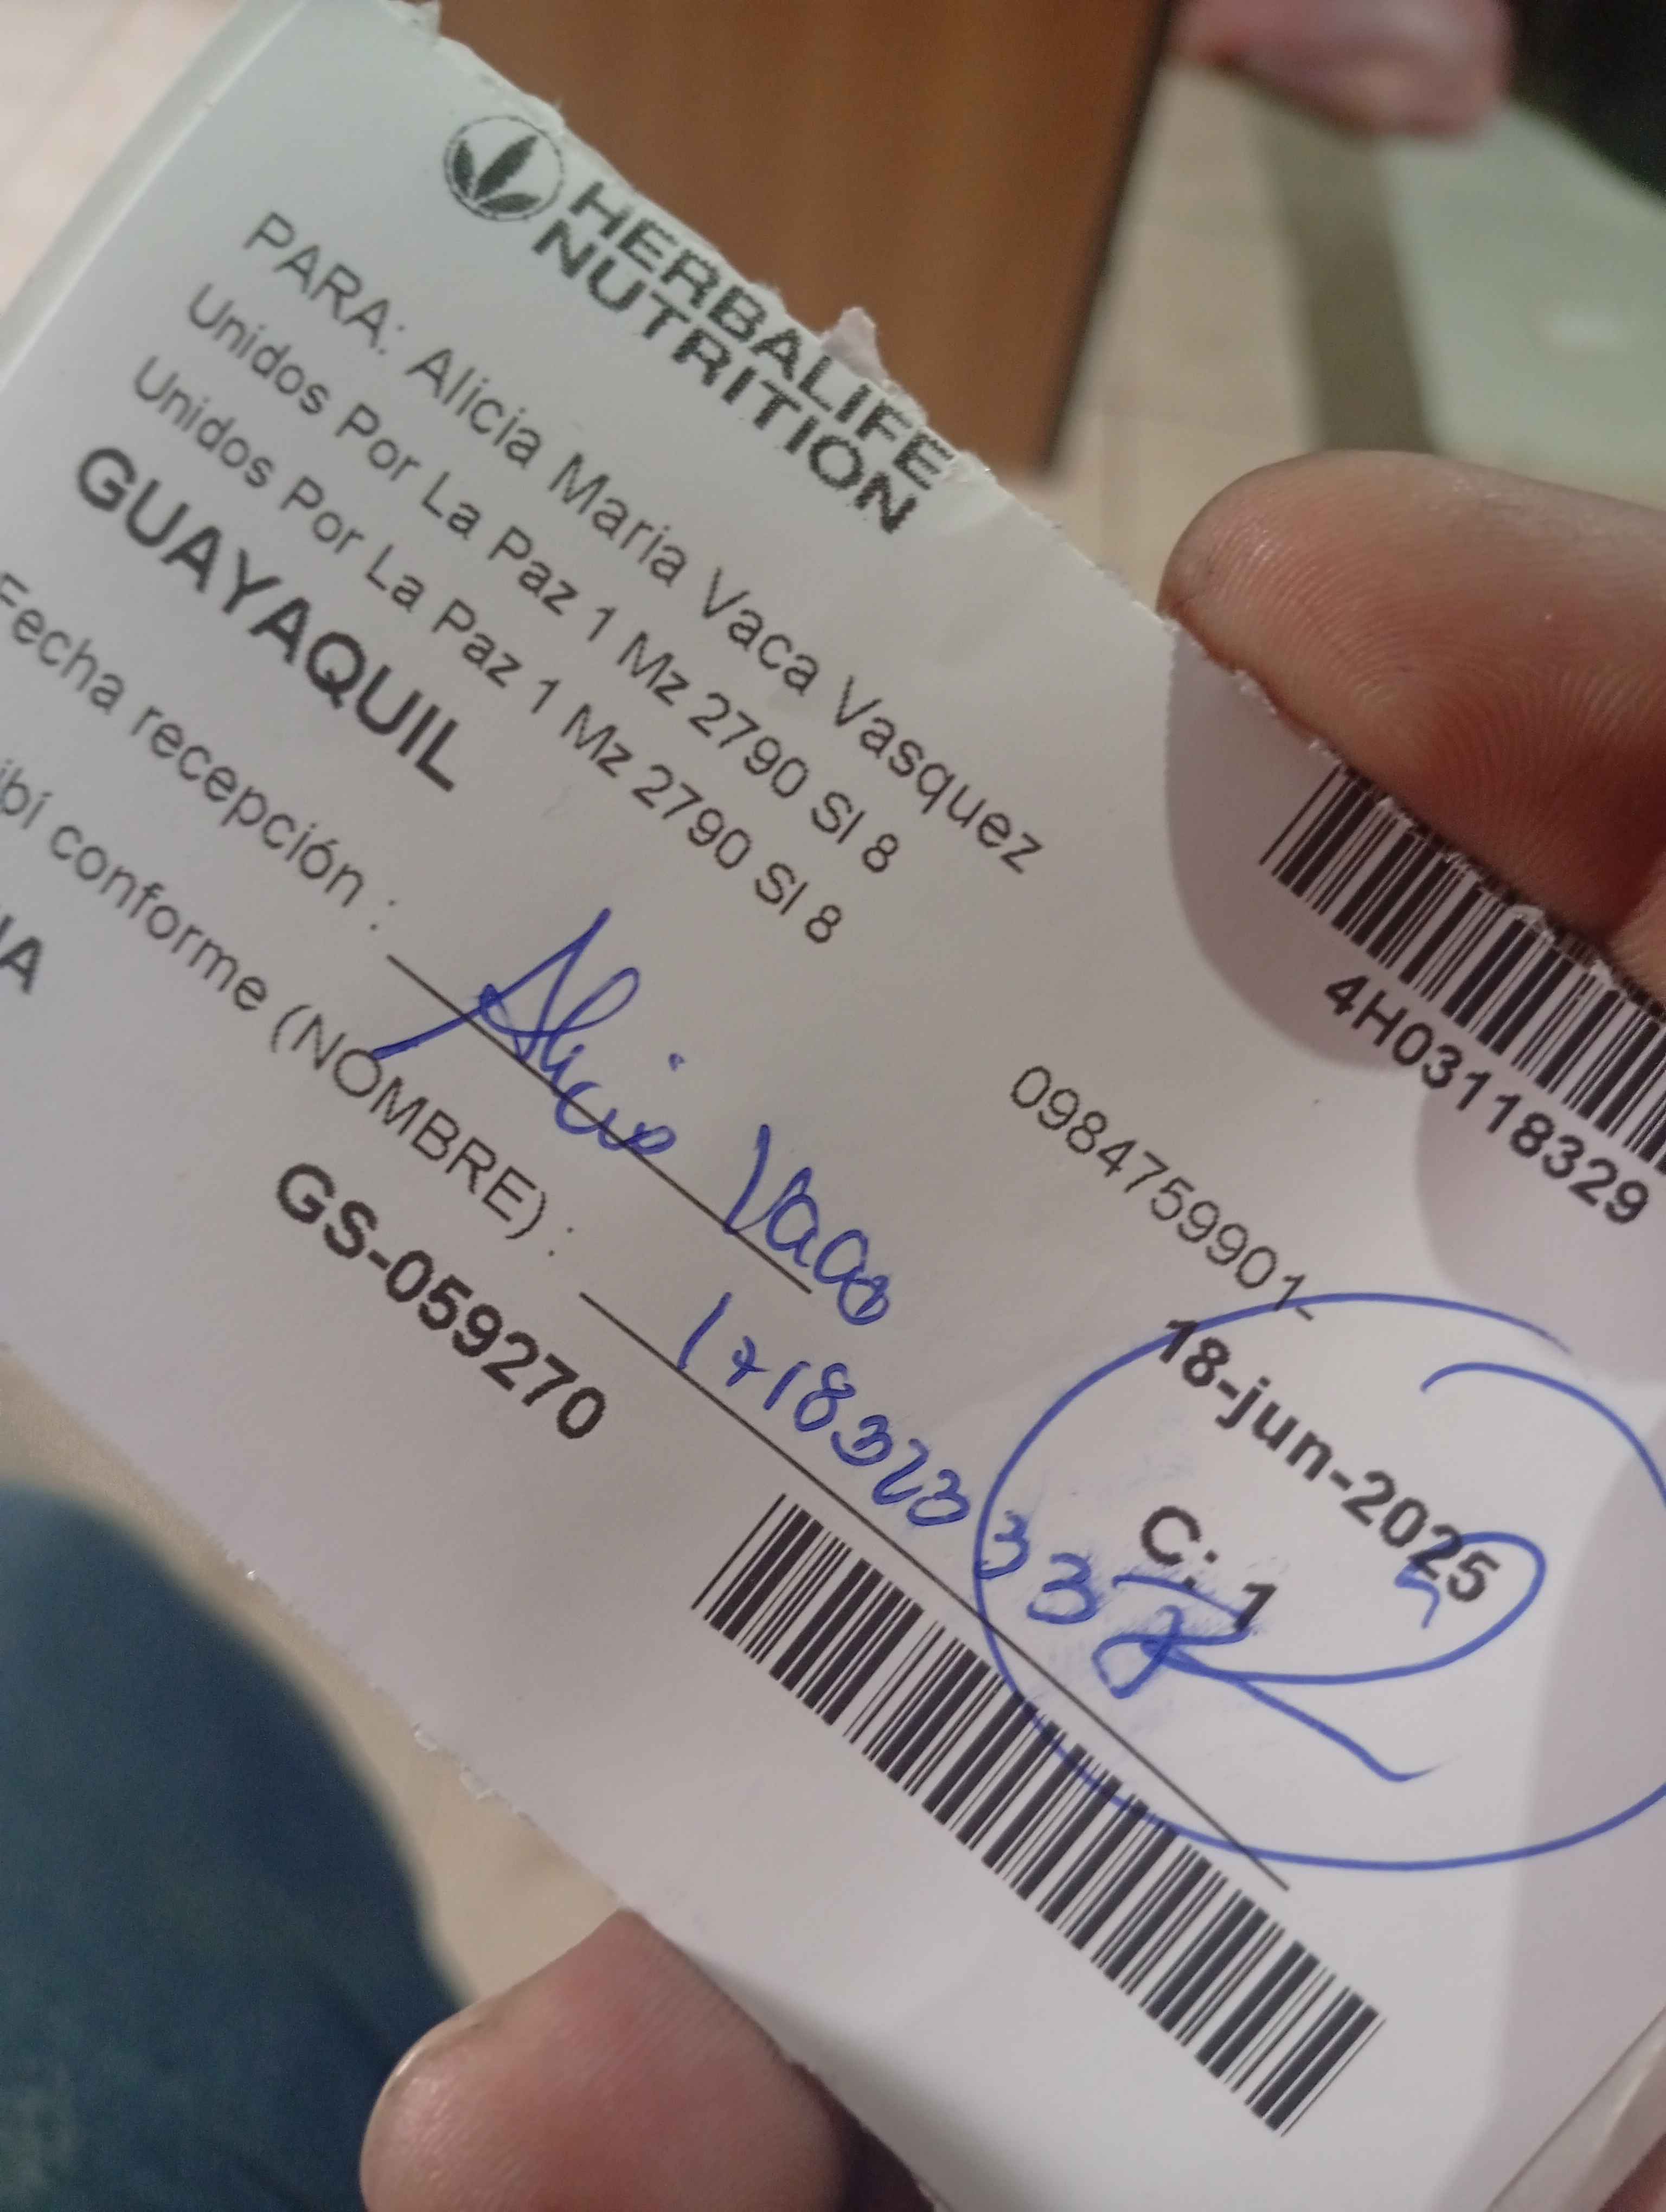 HERBALIFE
NUTRITION
4H03118329
PARA: Alicia Maria Vaca Vasquez
Unidos Por La Paz 1 Mz 2790 Sl 8
Unidos Por La Paz 1 Mz 2790 Sl 8
GUAYAQUIL
0984759901-
18-jun-2025
C: 1
Fecha recepción :
Alicia Vaca
ibí conforme (NOMBRE) :
GS-059270